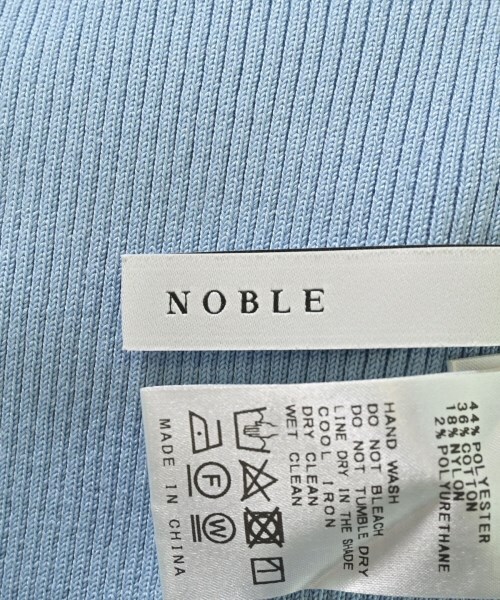 NOBLE
44% POLYESTER
36% COTTON
18% NYLON
2% POLYURETHANE
HAND WASH
DO NOT BLEACH
DO NOT TUMBLE DRY
LINE DRY IN THE SHADE
COOL IRON
DRY CLEAN
WET CLEAN
F W
MADE IN CHINA